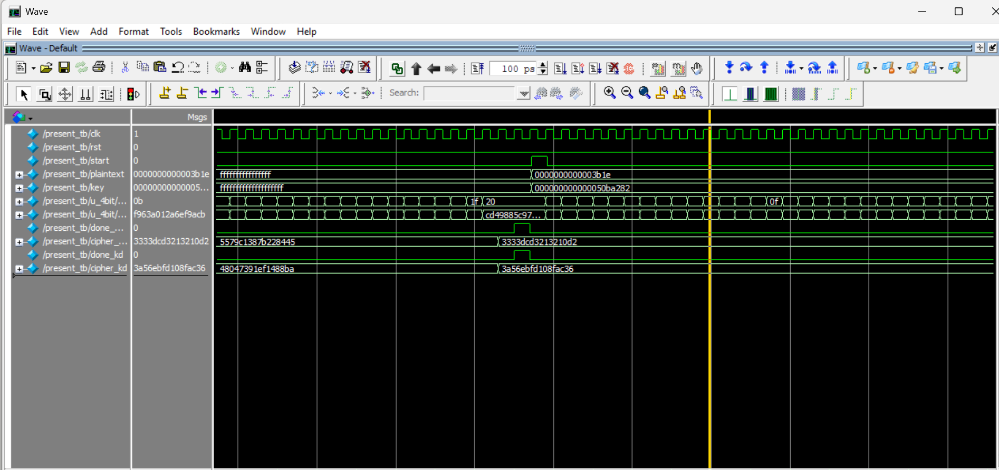 Wave
File Edit View Add Format Tools Bookmarks Window Help
Wave - Default
100 ps
Search:
Msgs
/present_tb/clk 1
/present_tb/rst 0
/present_tb/start 0
/present_tb/plaintext 0000000000003b1e ffffffffffffffff 0000000000003b1e
/present_tb/key 00000000000005... ffffffffffffffffffff 000000000000050ba282
/present_tb/u_4bit/... 0b 1f 20 0f
/present_tb/u_4bit/... f963a012a6ef9acb cd49885c97...
/present_tb/done_... 0
/present_tb/cipher_... 3333dcd3213210d2 5579c1387b228445 3333dcd3213210d2
/present_tb/done_kd 0
/present_tb/cipher_kd 3a56ebfd108fac36 48047391ef1488ba 3a56ebfd108fac36